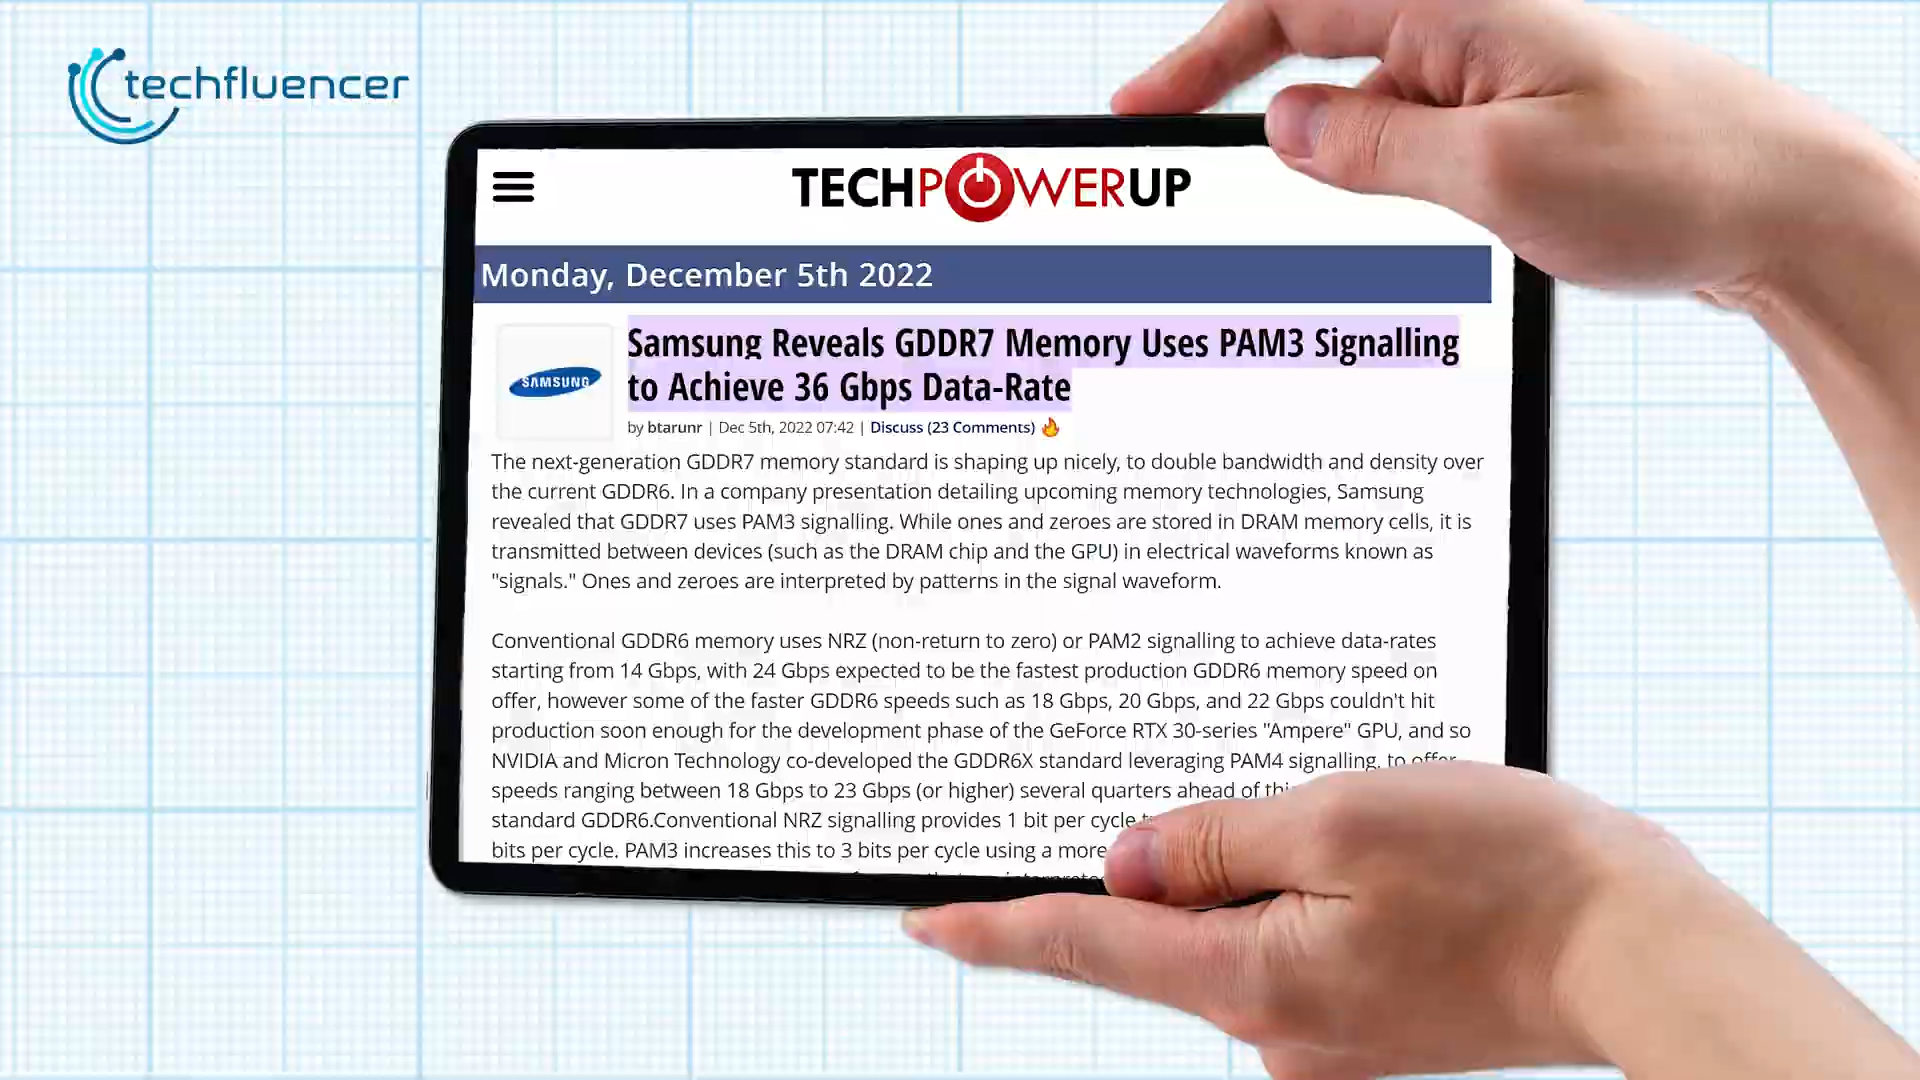 techfluencer
TECHPOWERUP
Monday, December 5th 2022
Samsung Reveals GDDR7 Memory Uses PAM3 Signalling
to Achieve 36 Gbps Data-Rate
SAMSUNG
by btarunr | Dec 5th, 2022 07:42 | Discuss (23 Comments)
The next-generation GDDR7 memory standard is shaping up nicely, to double bandwidth and density over
the current GDDR6. In a company presentation detailing upcoming memory technologies, Samsung
revealed that GDDR7 uses PAM3 signalling. While ones and zeroes are stored in DRAM memory cells, it is
transmitted between devices (such as the DRAM chip and the GPU) in electrical waveforms known as
"signals." Ones and zeroes are interpreted by patterns in the signal waveform.
Conventional GDDR6 memory uses NRZ (non-return to zero) or PAM2 signalling to achieve data-rates
starting from 14 Gbps, with 24 Gbps expected to be the fastest production GDDR6 memory speed on
offer, however some of the faster GDDR6 speeds such as 18 Gbps, 20 Gbps, and 22 Gbps couldn't hit
production soon enough for the development phase of the GeForce RTX 30-series "Ampere" GPU, and so
NVIDIA and Micron Technology co-developed the GDDR6X standard leveraging PAM4 signalling, to offer
speeds ranging between 18 Gbps to 23 Gbps (or higher) several quarters ahead of
standard GDDR6.Conventional NRZ signalling provides 1 bit per cycle
bits per cycle. PAM3 increases this to 3 bits per cycle using a more